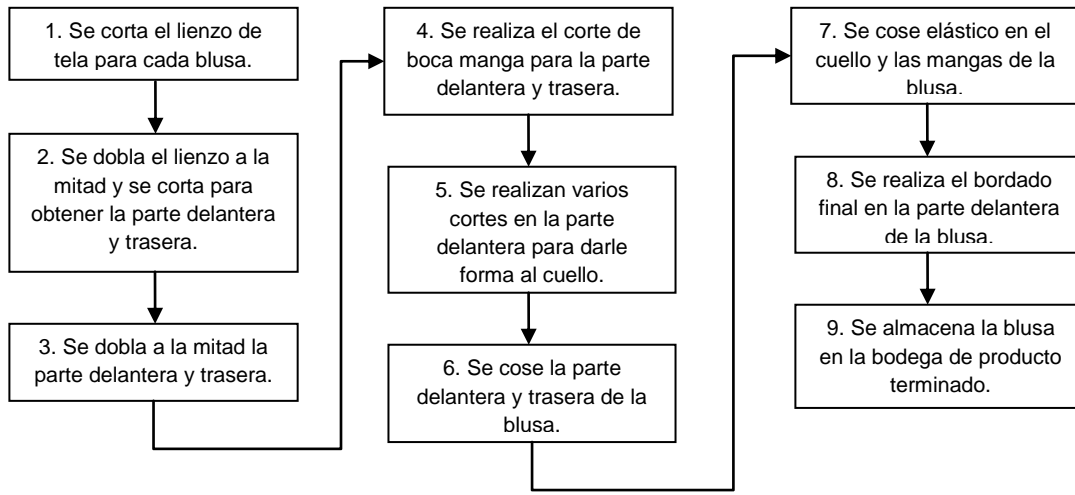 1. Se corta el lienzo de
tela para cada blusa.
2. Se dobla el lienzo a la
mitad y se corta para
obtener la parte delantera
y trasera.
3. Se dobla a la mitad la
parte delantera y trasera.
4. Se realiza el corte de
boca manga para la parte
delantera y trasera.
5. Se realizan varios
cortes en la parte
delantera para darle
forma al cuello.
6. Se cose la parte
delantera y trasera de la
blusa.
7. Se cose elástico en el
cuello y las mangas de la
blusa.
8. Se realiza el bordado
final en la parte delantera
de la blusa.
9. Se almacena la blusa
en la bodega de producto
terminado.